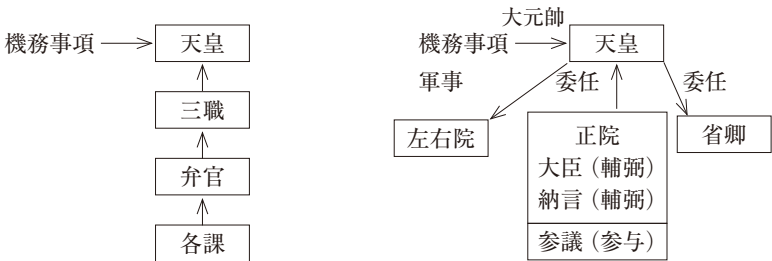 機務事項
天皇
三職
弁官
各課
大元帥
機務事項
天皇
軍事
委任
委任
左右院
正院
大臣（輔弼）
納言（輔弼）
参議（参与）
省卿